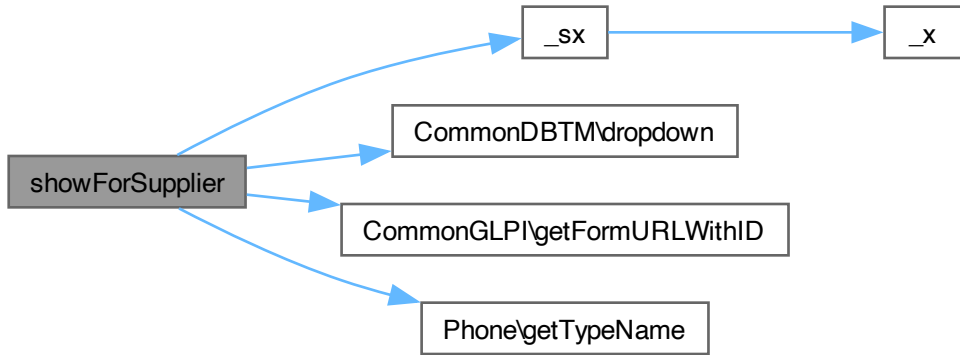 _sx
_x
CommonDBTM\dropdown
showForSupplier
CommonGLPI\getFormURLWithID
Phone\getTypeName